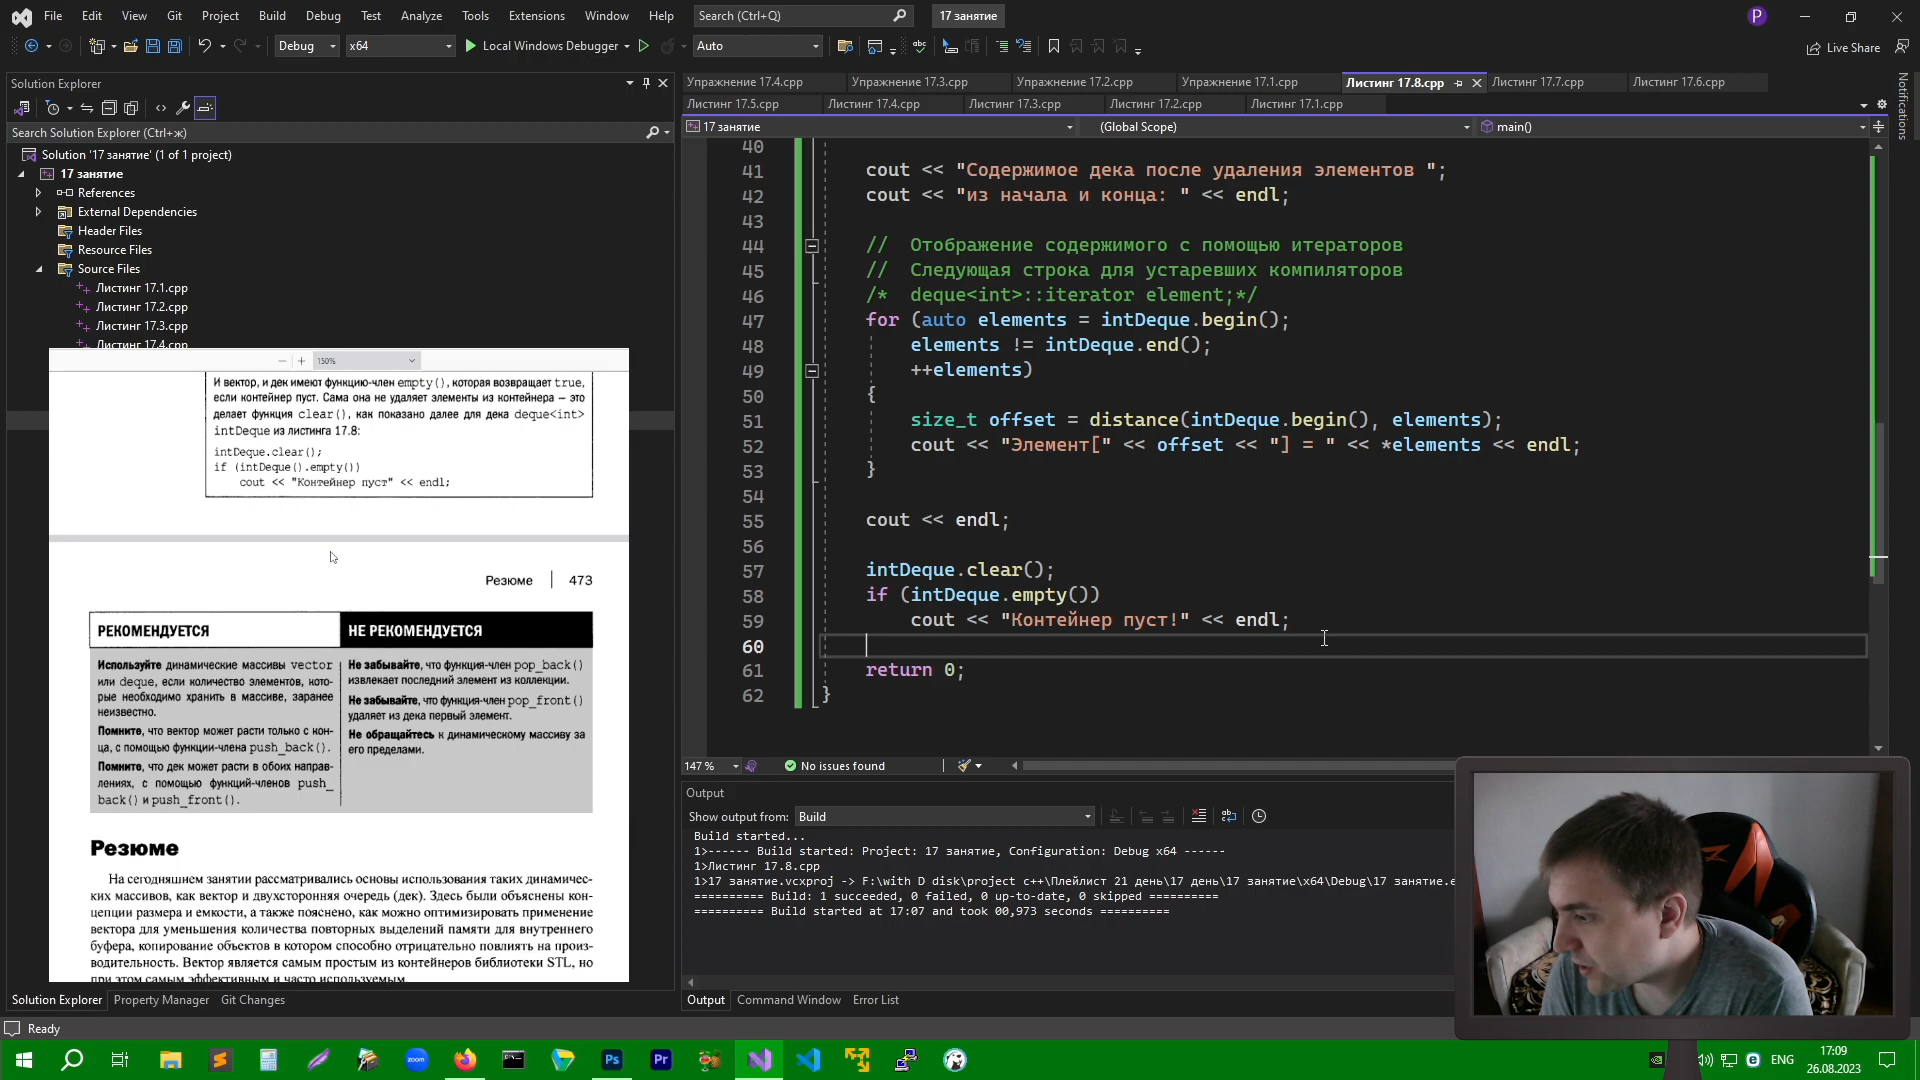 File Edit View Git Project Build Debug Test Analyze Tools Extensions Window Help Search (Ctrl+Q) 17 занятие P
Debug x64 Local Windows Debugger Auto Live Share
Solution Explorer
Search Solution Explorer (Ctrl+ж)
Solution '17 занятие' (1 of 1 project)
17 занятие
References
External Dependencies
Header Files
Resource Files
Source Files
Листинг 17.1.cpp
Листинг 17.2.cpp
Листинг 17.3.cpp
Листинг 17.4.cpp
150%
И вектор, и дек имеют функцию-член empty(), которая возвращает true,
если контейнер пуст. Сама она не удаляет элементы из контейнера – это
делает функция clear(), как показано далее для дека deque<int>
intDeque из листинга 17.8:
intDeque.clear();
if (intDeque().empty())
cout << "Контейнер пуст" << endl;
Резюме | 473
РЕКОМЕНДУЕТСЯ
НЕ РЕКОМЕНДУЕТСЯ
Используйте динамические массивы vector
или deque, если количество элементов, кото-
рые необходимо хранить в массиве, заранее
неизвестно.
Помните, что вектор может расти только с кон-
ца, с помощью функции-члена push_back().
Помните, что дек может расти в обоих направ-
лениях, с помощью функций-членов push_
back() и push_front().
Не забывайте, что функция-член pop_back()
извлекает последний элемент из коллекции.
Не забывайте, что функция-член pop_front()
удаляет из дека первый элемент.
Не обращайтесь к динамическому массиву за
его пределами.
Резюме
На сегодняшнем занятии рассматривались основы использования таких динамичес-
ких массивов, как вектор и двухсторонняя очередь (дек). Здесь были объяснены кон-
цепции размера и емкости, а также пояснено, как можно оптимизировать применение
вектора для уменьшения количества повторных выделений памяти для внутреннего
буфера, копирование объектов в котором способно отрицательно повлиять на произ-
водительность. Вектор является самым простым из контейнеров библиотеки STL, но
при этом самым эффективным и часто используемым.
Solution Explorer Property Manager Git Changes
Упражнение 17.4.cpp Упражнение 17.3.cpp Упражнение 17.2.cpp Упражнение 17.1.cpp Листинг 17.8.cpp Листинг 17.7.cpp Листинг 17.6.cpp
Листинг 17.5.cpp Листинг 17.4.cpp Листинг 17.3.cpp Листинг 17.2.cpp Листинг 17.1.cpp
17 занятие (Global Scope) main()
Notifications
40
41 cout << "Содержимое дека после удаления элементов ";
42 cout << "из начала и конца: " << endl;
43
44 // Отображение содержимого с помощью итераторов
45 // Следующая строка для устаревших компиляторов
46 /* deque<int>::iterator element;*/
47 for (auto elements = intDeque.begin();
48 elements != intDeque.end();
49 ++elements)
50 {
51 size_t offset = distance(intDeque.begin(), elements);
52 cout << "Элемент[" << offset << "] = " << *elements << endl;
53 }
54
55 cout << endl;
56
57 intDeque.clear();
58 if (intDeque.empty())
59 cout << "Контейнер пуст!" << endl;
60
61 return 0;
62 }
147 % No issues found
Output
Show output from: Build
Build started...
1>------ Build started: Project: 17 занятие, Configuration: Debug x64 ------
1>Листинг 17.8.cpp
1>17 занятие.vcxproj -> F:\with D disk\project c++\Плейлист 21 день\17 день\17 занятие\x64\Debug\17 занятие.e
========== Build: 1 succeeded, 0 failed, 0 up-to-date, 0 skipped ==========
========== Build started at 17:07 and took 00,973 seconds ==========
Output Command Window Error List
Ready
zoom Ps Pr ENG 17:09
26.08.2023